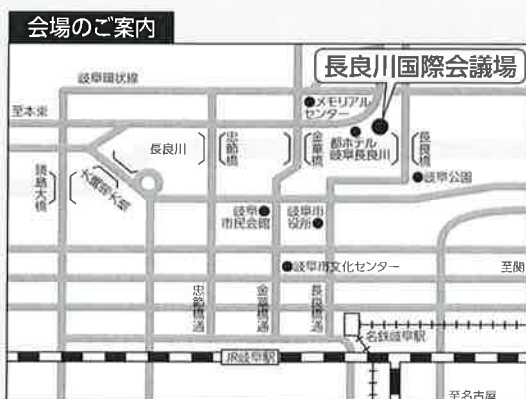 会場のご案内
岐阜環状線
長良川国際会議場
メモリアル
センター
至本巣
長良川
忠節橋
金華橋
都ホテル
岐阜長良川
長良橋
鏡島大橋
大縄場大橋
岐阜公園
岐阜
市民会館
岐阜市
役所
岐阜市文化センター
至関
忠節橋通
金華橋通
長良橋通
名鉄岐阜駅
JR岐阜駅
至名古屋